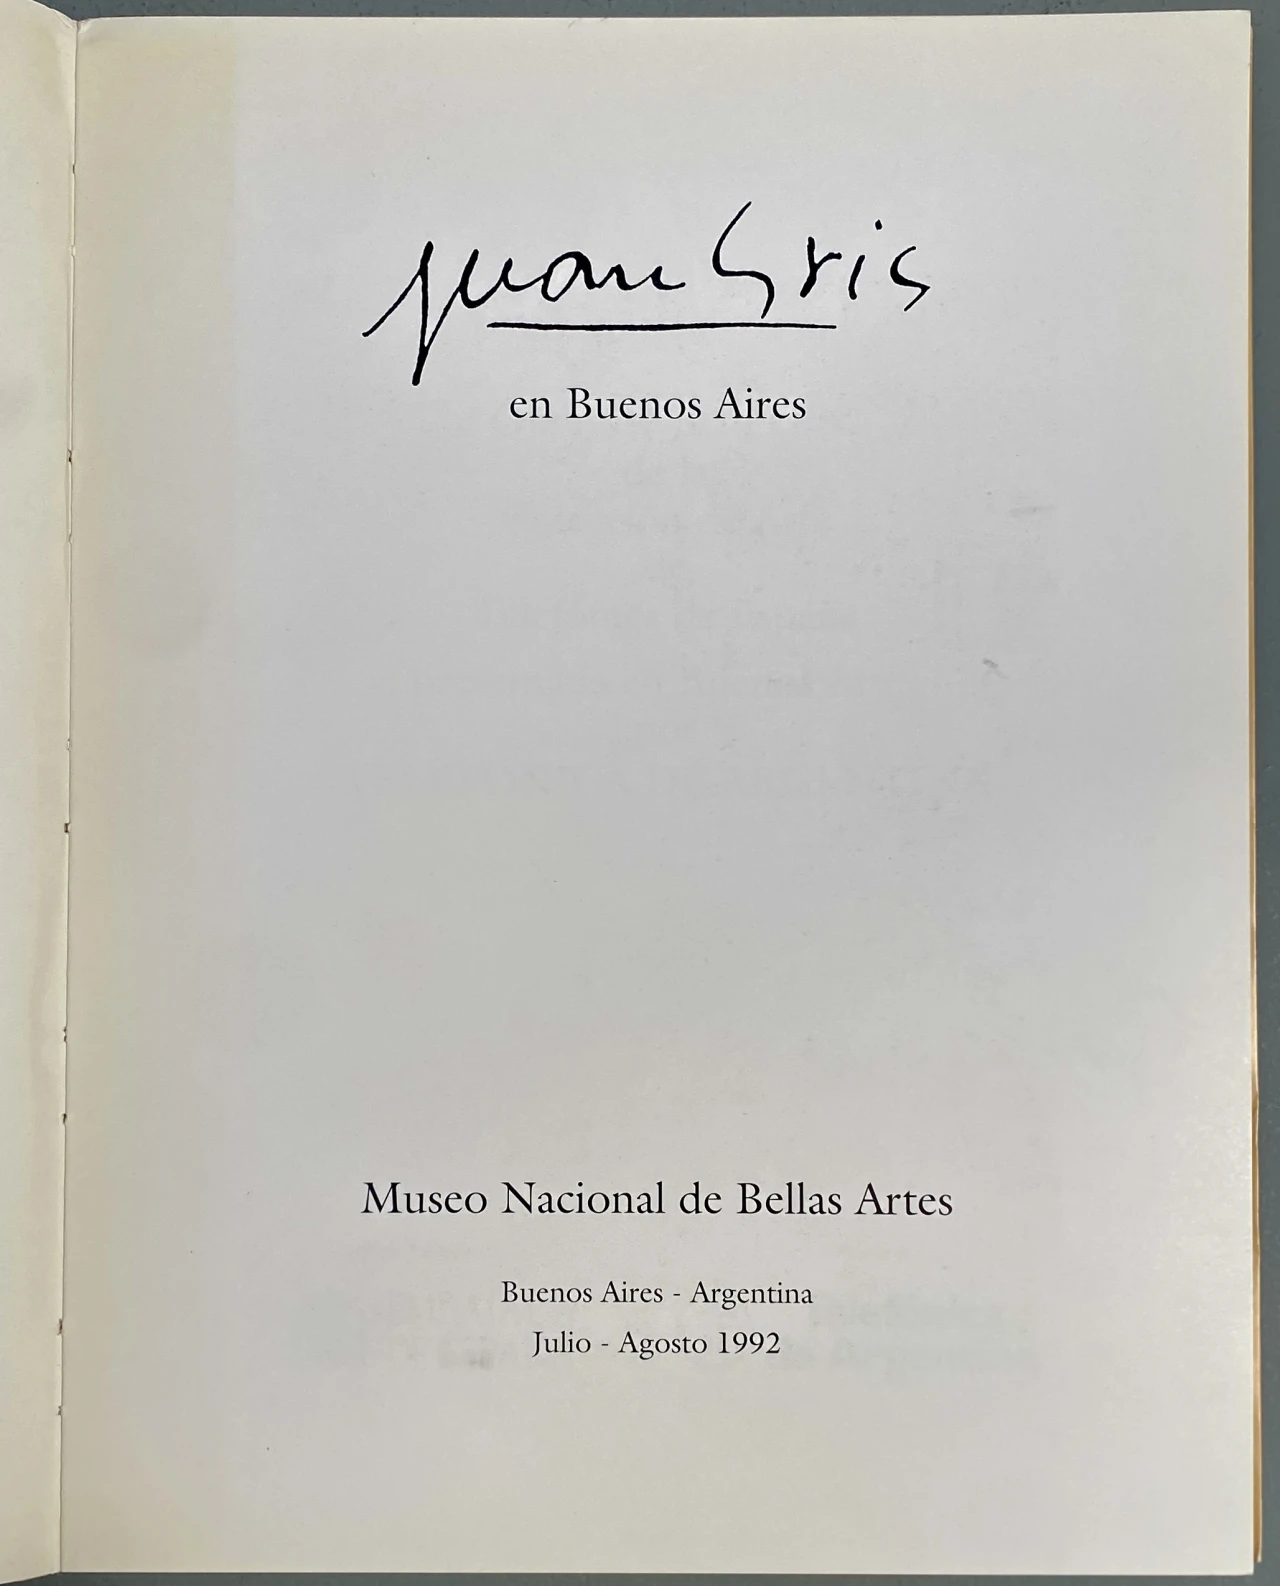 Juan Gris
en Buenos Aires
Museo Nacional de Bellas Artes
Buenos Aires - Argentina
Julio - Agosto 1992